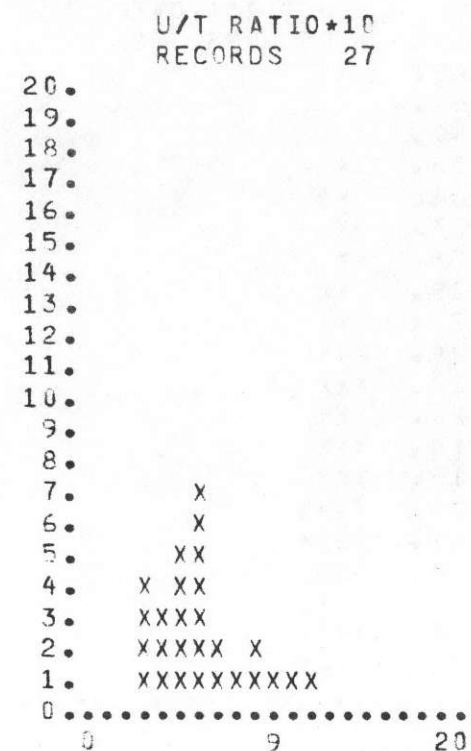 U/T RATIO*10
RECORDS    27
20.
19.
18.
17.
16.
15.
14.
13.
12.
11.
10.
9.
8.
7.       X
6.       X
5.      XX
4.    X XX
3.    XXXX
2.    XXXXX X
1.    XXXXXXXXXX
0......................
0         9         20